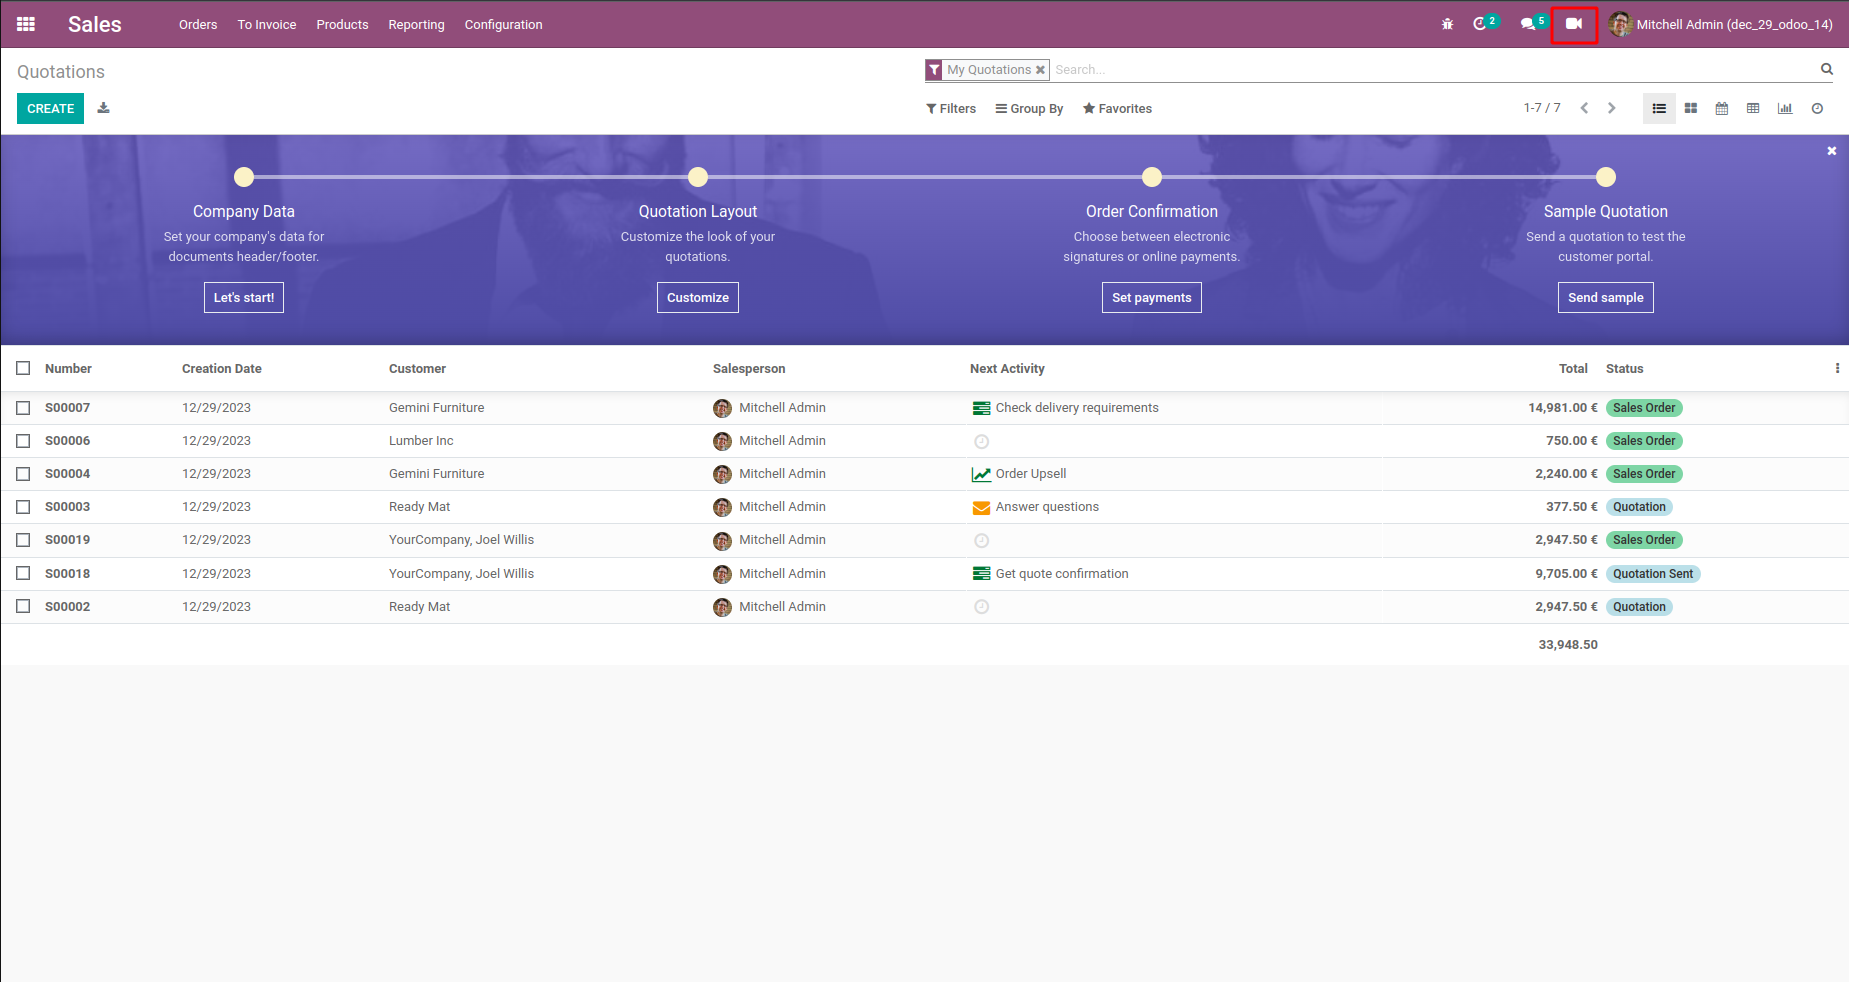 Sales Orders To Invoice Products Reporting Configuration 2 5 Mitchell Admin (dec_29_odoo_14)
Quotations My Quotations Search...
CREATE Filters Group By Favorites 1-7 / 7
Company Data Quotation Layout Order Confirmation Sample Quotation
Set your company's data for Customize the look of your Choose between electronic Send a quotation to test the
documents header/footer. quotations. signatures or online payments. customer portal.
Let's start! Customize Set payments Send sample
Number Creation Date Customer Salesperson Next Activity Total Status
S00007 12/29/2023 Gemini Furniture Mitchell Admin Check delivery requirements 14,981.00 € Sales Order
S00006 12/29/2023 Lumber Inc Mitchell Admin 750.00 € Sales Order
S00004 12/29/2023 Gemini Furniture Mitchell Admin Order Upsell 2,240.00 € Sales Order
S00003 12/29/2023 Ready Mat Mitchell Admin Answer questions 377.50 € Quotation
S00019 12/29/2023 YourCompany, Joel Willis Mitchell Admin 2,947.50 € Sales Order
S00018 12/29/2023 YourCompany, Joel Willis Mitchell Admin Get quote confirmation 9,705.00 € Quotation Sent
S00002 12/29/2023 Ready Mat Mitchell Admin 2,947.50 € Quotation
33,948.50